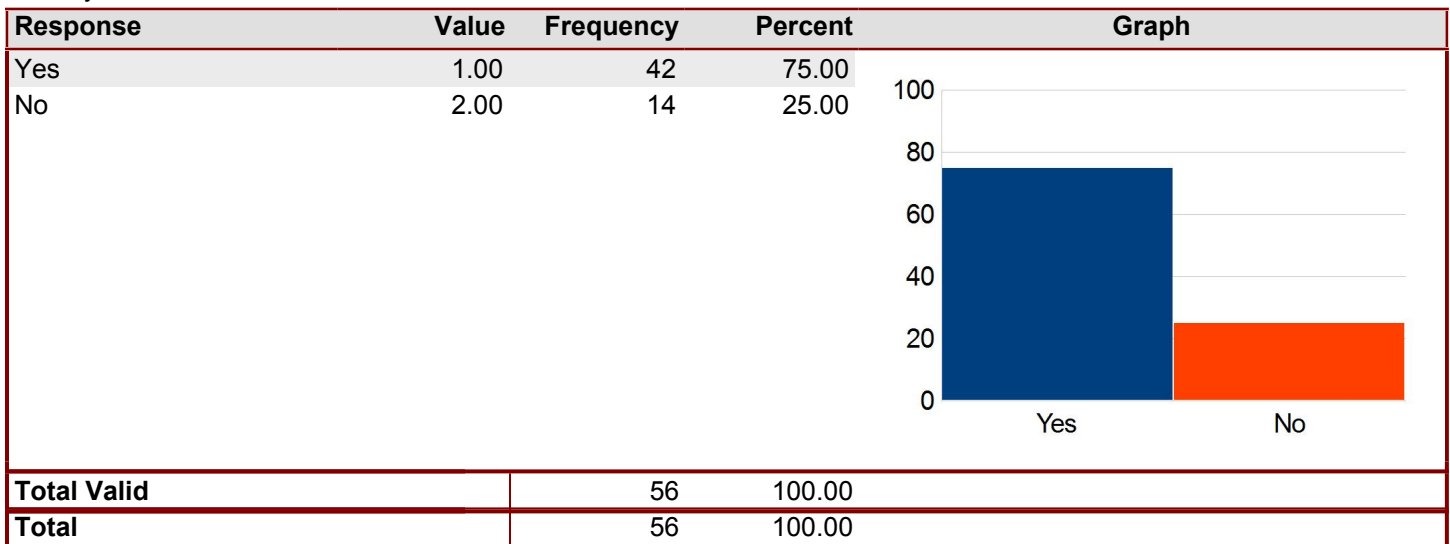 Response Value Frequency Percent Graph
Yes 1.00 42 75.00
No 2.00 14 25.00
100
80
60
40
20
0
Yes No
Total Valid 56 100.00
Total 56 100.00